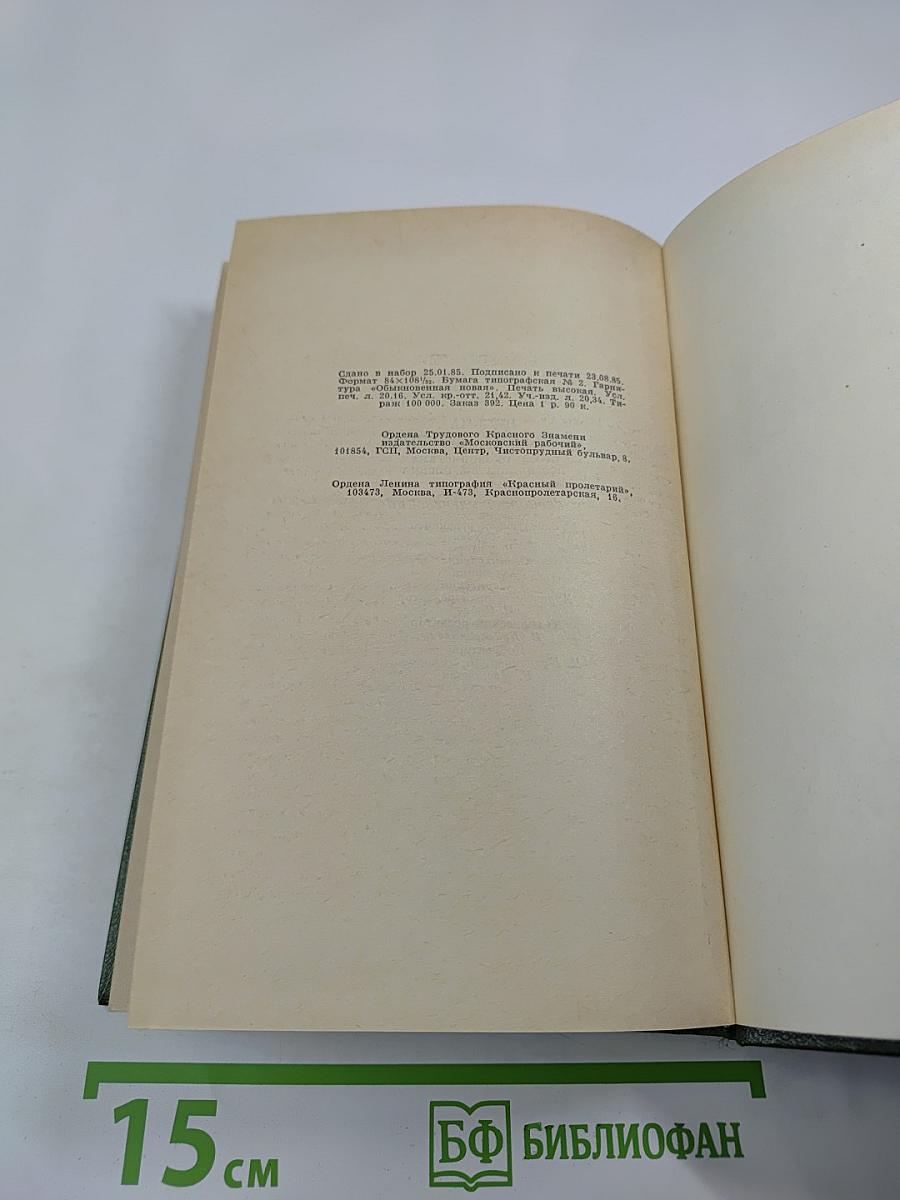 Сдано в набор 25.01.85. Подписано к печати 23.08.85.
Формат 84×108¹/₃₂. Бумага типографская № 2. Гарни-
тура «Обыкновенная новая». Печать высокая. Усл.
печ. л. 20,16. Усл. кр.-отт. 21,42. Уч.-изд. л. 20,34. Ти-
раж 100 000. Заказ 392. Цена 1 р. 90 к.
Ордена Трудового Красного Знамени
издательство «Московский рабочий»,
101854, ГСП, Москва, Центр, Чистопрудный бульвар, 8.
Ордена Ленина типография «Красный пролетарий»,
103473, Москва, И-473, Краснопролетарская, 16.
15 см
БФ БИБЛИОФАН